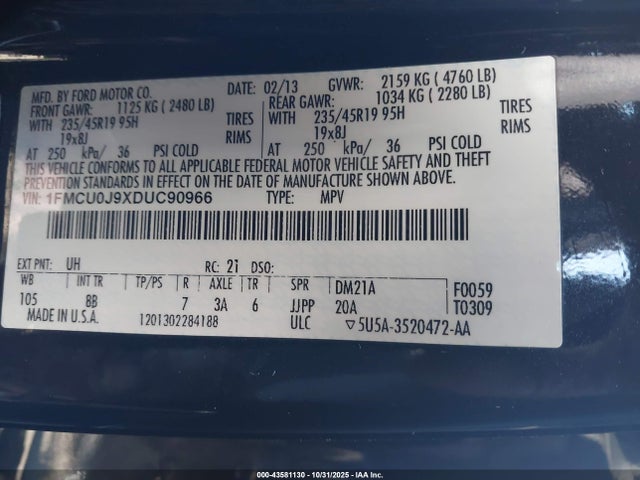 MFD. BY FORD MOTOR CO. DATE: 02/13 GVWR: 2159 KG ( 4760 LB)
FRONT GAWR: 1125 KG ( 2480 LB) REAR GAWR: 1034 KG ( 2280 LB)
WITH 235/45R19 95H TIRES WITH 235/45R19 95H TIRES
19x8J RIMS 19x8J RIMS
AT 250 kPa/ 36 PSI COLD AT 250 kPa/ 36 PSI COLD
THIS VEHICLE CONFORMS TO ALL APPLICABLE FEDERAL MOTOR VEHICLE SAFETY AND THEFT
PREVENTION STANDARDS IN EFFECT ON THE DATE OF MANUFACTURE SHOWN ABOVE.
VIN: 1FMCU0J9XDUC90966 TYPE: MPV
EXT PNT: UH RC: 21 DSO:
WB INT TR TP/PS R AXLE TR SPR DM21A F0059
105 8B 7 3A 6 JJPP 20A T0309
MADE IN U.S.A. 1201302284188 ULC ▽5U5A-3520472-AA
000-43581130 - 10/31/2025 - IAA Inc.